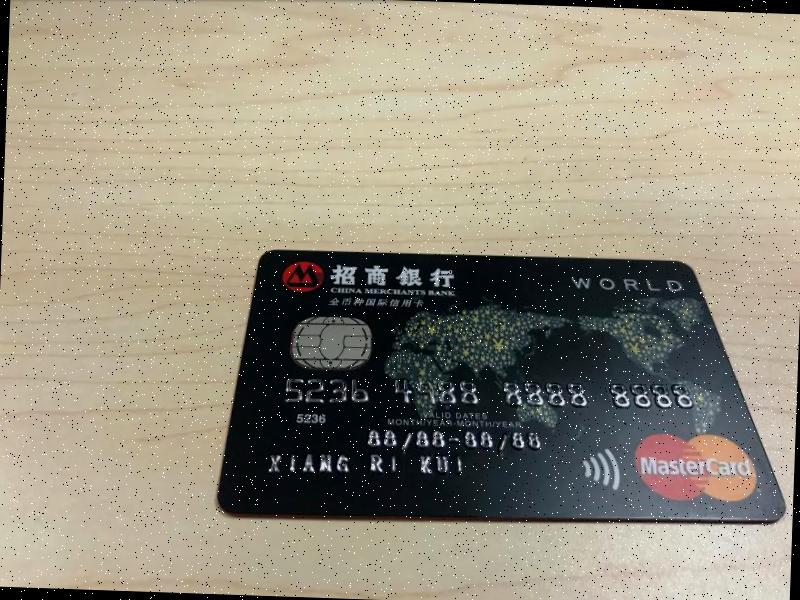 招商银行
CHINA MERCHANTS BANK
WORLD
全币种国际信用卡
5236 4988 8888 8888
5236
VALID DATES
MONTH/YEAR-MONTH/YEAR
88/88-88/88
XIANG RI KUI
MasterCard